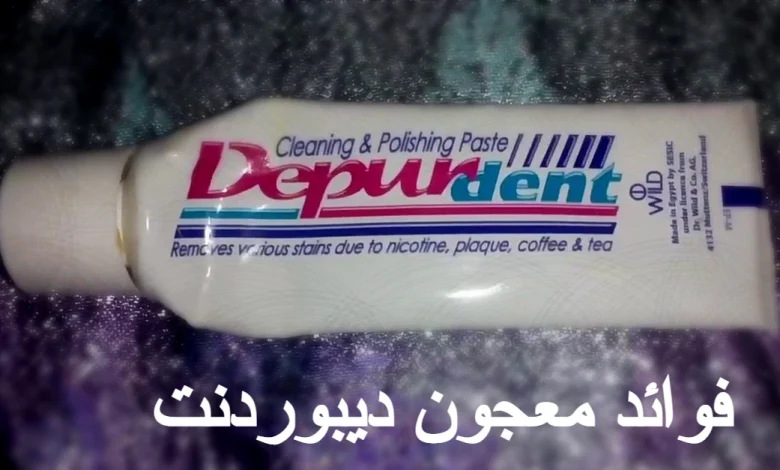 Cleaning & Polishing Paste
Depurdent
Removes various stains due to nicotine, plaque, coffee & tea
WILD
Made in Egypt by SESIC
under licence from
Dr. Wild & Co. AG,
4132 Muttenz/Switzerland
فوائد معجون ديبوردنت